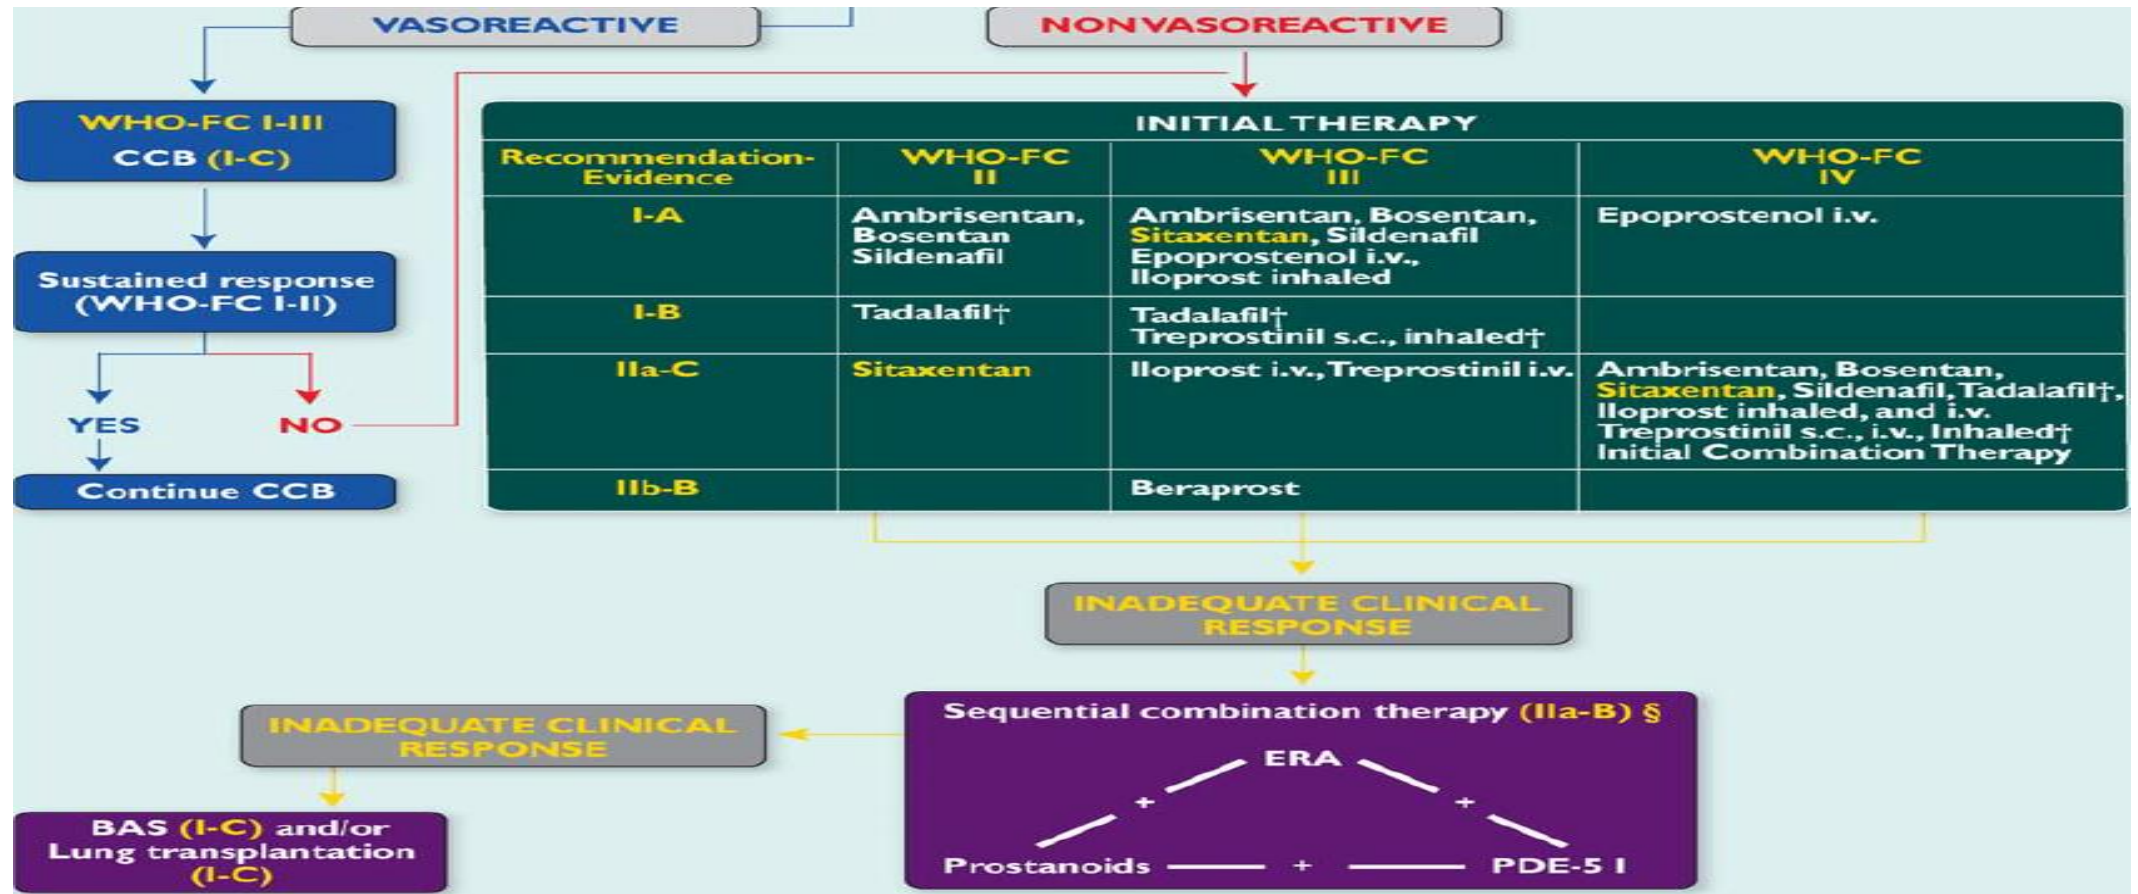 VASOREACTIVE
NONVASOREACTIVE
WHO-FC I-III
CCB (I-C)
Sustained response
(WHO-FC I-II)
YES
NO
Continue CCB
INITIAL THERAPY
Recommendation-
Evidence
WHO-FC
II
WHO-FC
III
WHO-FC
IV
I-A
Ambrisentan,
Bosentan
Sildenafil
Ambrisentan, Bosentan,
Sitaxentan, Sildenafil
Epoprostenol i.v.,
Iloprost inhaled
Epoprostenol i.v.
I-B
Tadalafil†
Tadalafil†
Treprostinil s.c., inhaled†
IIa-C
Sitaxentan
Iloprost i.v., Treprostinil i.v.
Ambrisentan, Bosentan,
Sitaxentan, Sildenafil, Tadalafil†,
Iloprost inhaled, and i.v.
Treprostinil s.c., i.v., Inhaled†
Initial Combination Therapy
IIb-B
Beraprost
INADEQUATE CLINICAL
RESPONSE
Sequential combination therapy (IIa-B) §
ERA
+
+
Prostanoids + PDE-5 I
INADEQUATE CLINICAL
RESPONSE
BAS (I-C) and/or
Lung transplantation
(I-C)